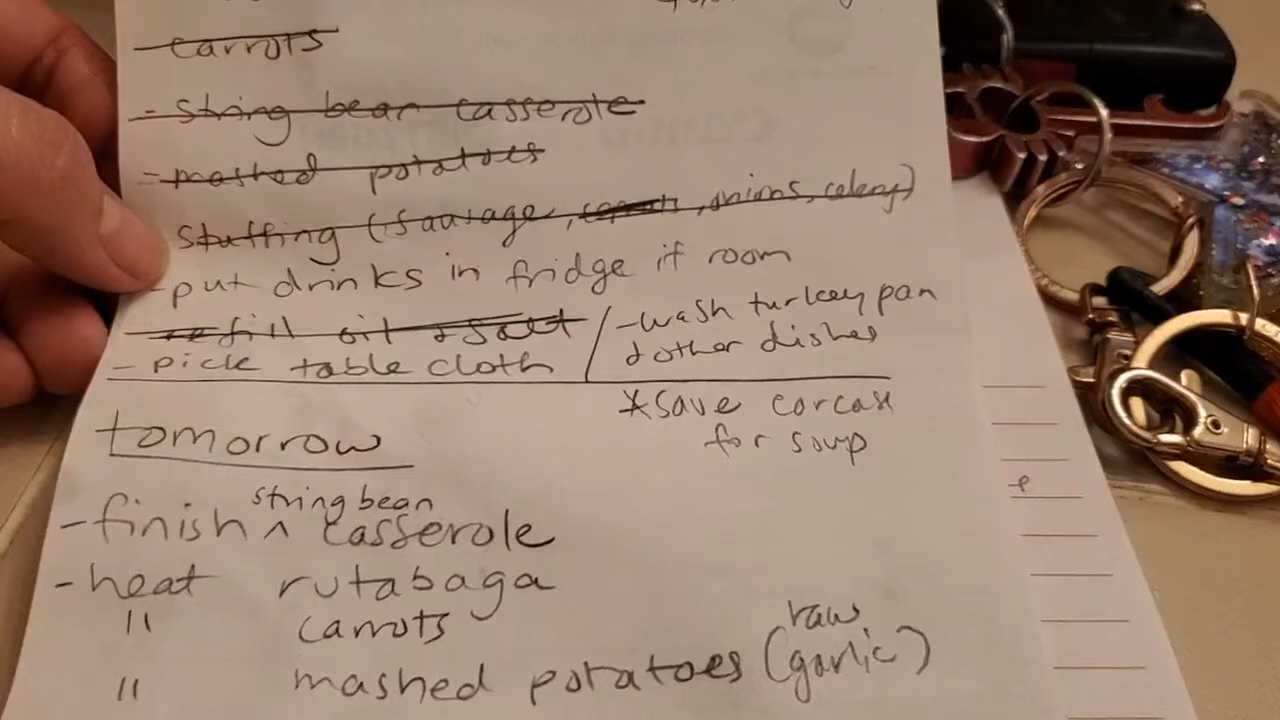 carrots
- string bean casserole
- mashed potatoes
stuffing (sausage, , onions, celery)
- put drinks in fridge if room
- refill oil & salt / - wash turkey pan
- pick table cloth & other dishes
* save carcass
for soup
tomorrow
string bean
- finish ^ casserole
- heat rutabaga
" carrots
raw
" mashed potatoes (garlic)